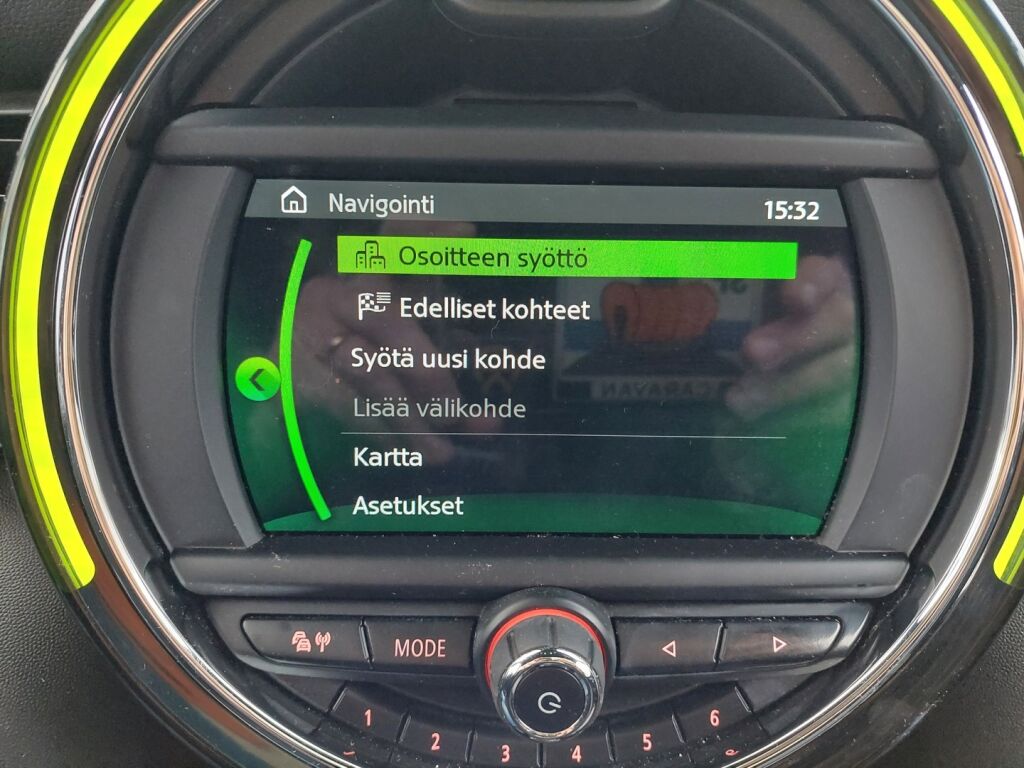 Navigointi 15:32
Osoitteen syöttö
Edelliset kohteet
Syötä uusi kohde
Lisää välikohde
Kartta
Asetukset
MODE
1 2 3 4 5 6